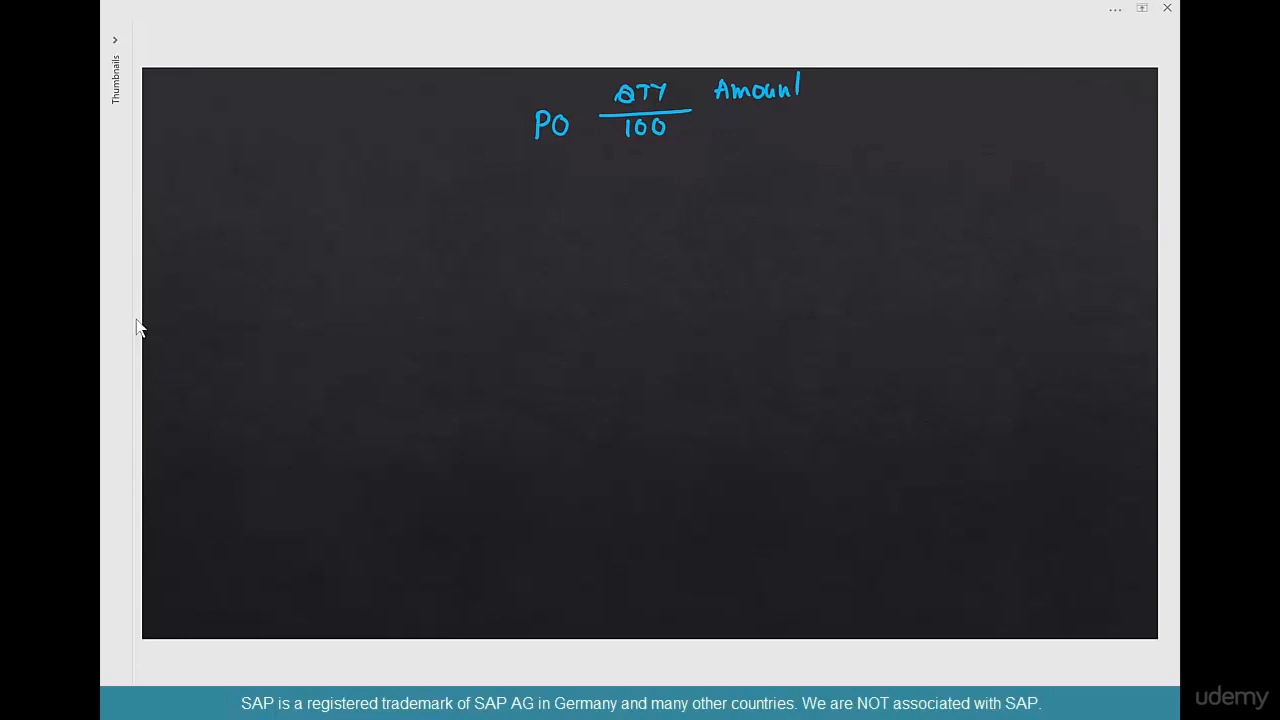 Thumbnails
QTY Amount
PO 100
SAP is a registered trademark of SAP AG in Germany and many other countries. We are NOT associated with SAP.
udemy